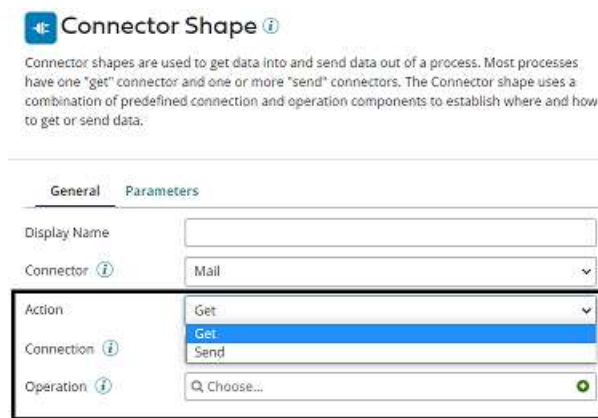 Connector Shape i
Connector shapes are used to get data into and send data out of a process. Most processes
have one "get" connector and one or more "send" connectors. The Connector shape uses a
combination of predefined connection and operation components to establish where and how
to get or send data.
General Parameters
Display Name
Connector i Mail
Action Get
Get
Connection i
Send
Operation i Choose...